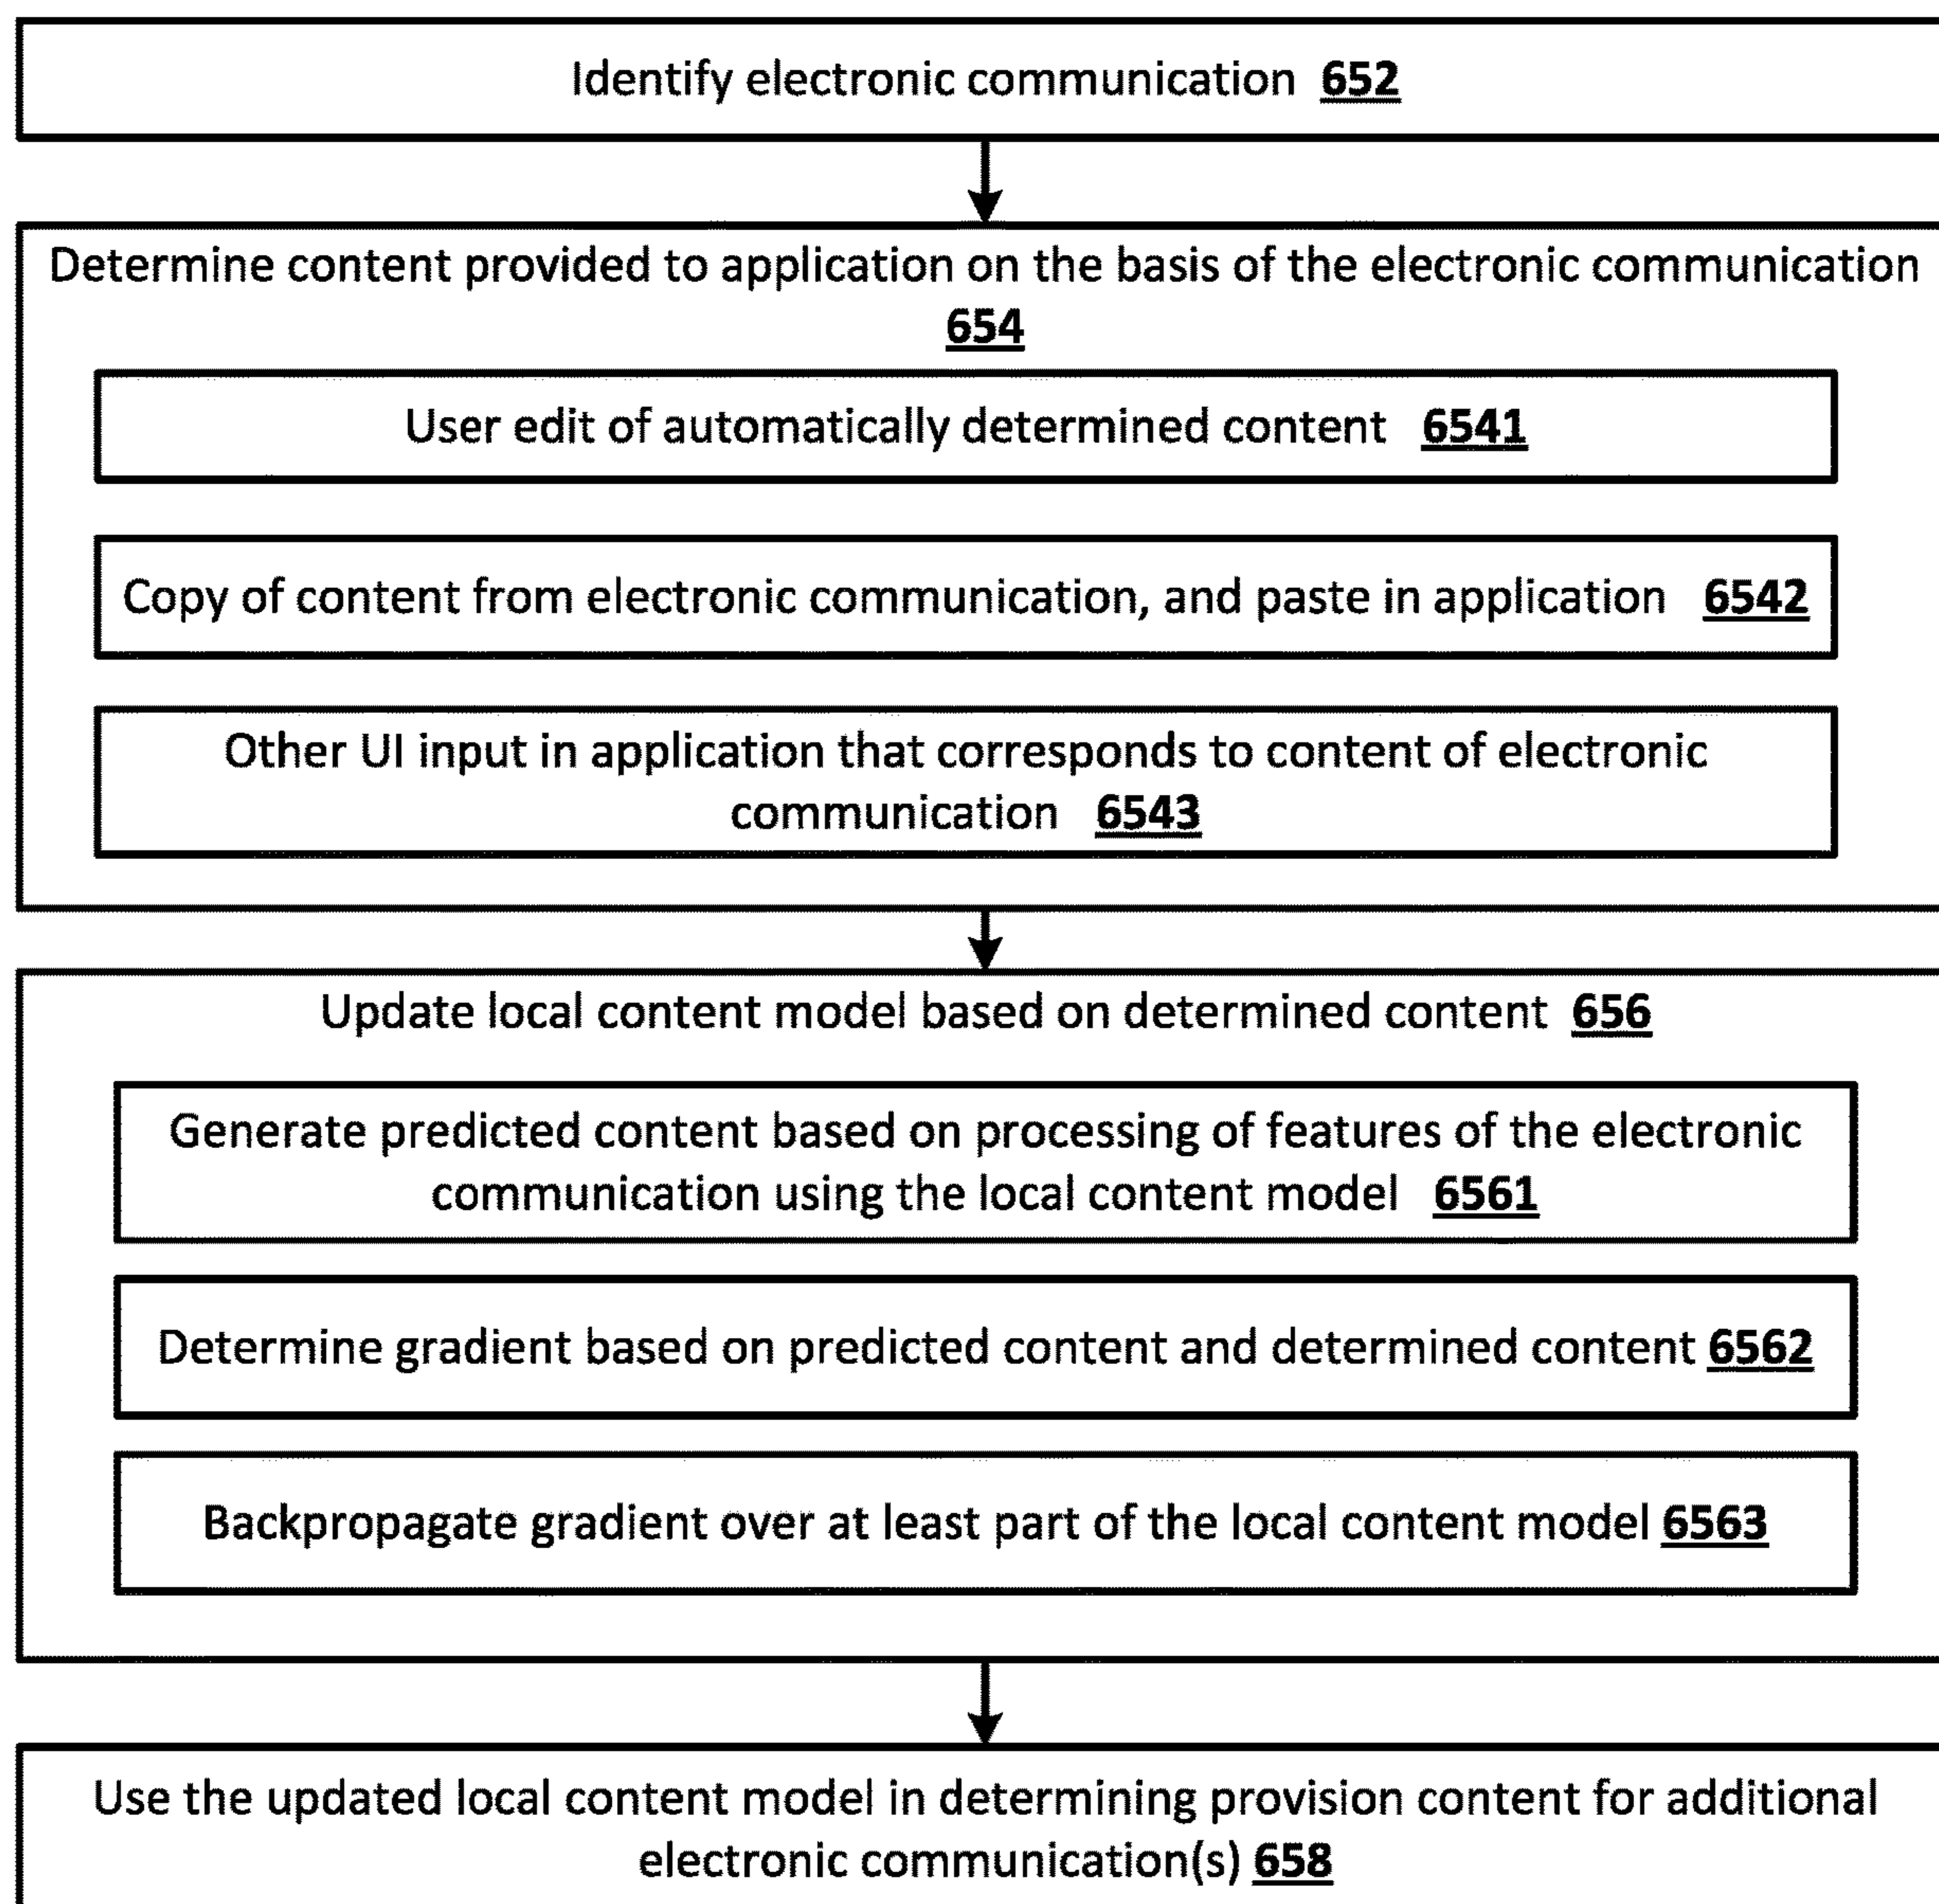 Identify electronic communication 652
Determine content provided to application on the basis of the electronic communication
654
User edit of automatically determined content 6541
Copy of content from electronic communication, and paste in application 6542
Other UI input in application that corresponds to content of electronic
communication 6543
Update local content model based on determined content 656
Generate predicted content based on processing of features of the electronic
communication using the local content model 6561
Determine gradient based on predicted content and determined content 6562
Backpropagate gradient over at least part of the local content model 6563
Use the updated local content model in determining provision content for additional
electronic communication(s) 658